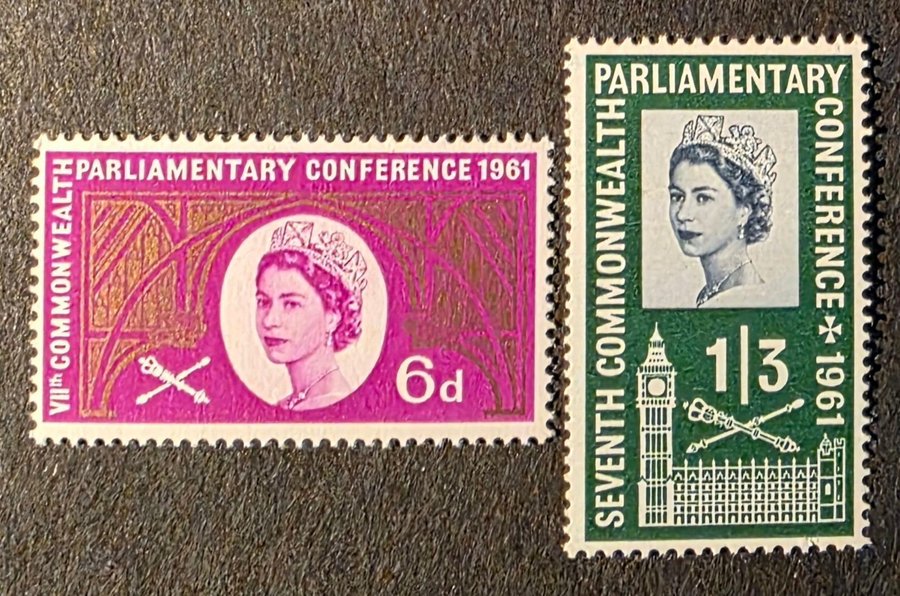 VIIth COMMONWEALTH
PARLIAMENTARY CONFERENCE 1961
6d
SEVENTH COMMONWEALTH
PARLIAMENTARY
CONFERENCE ✠ 1961
1/3